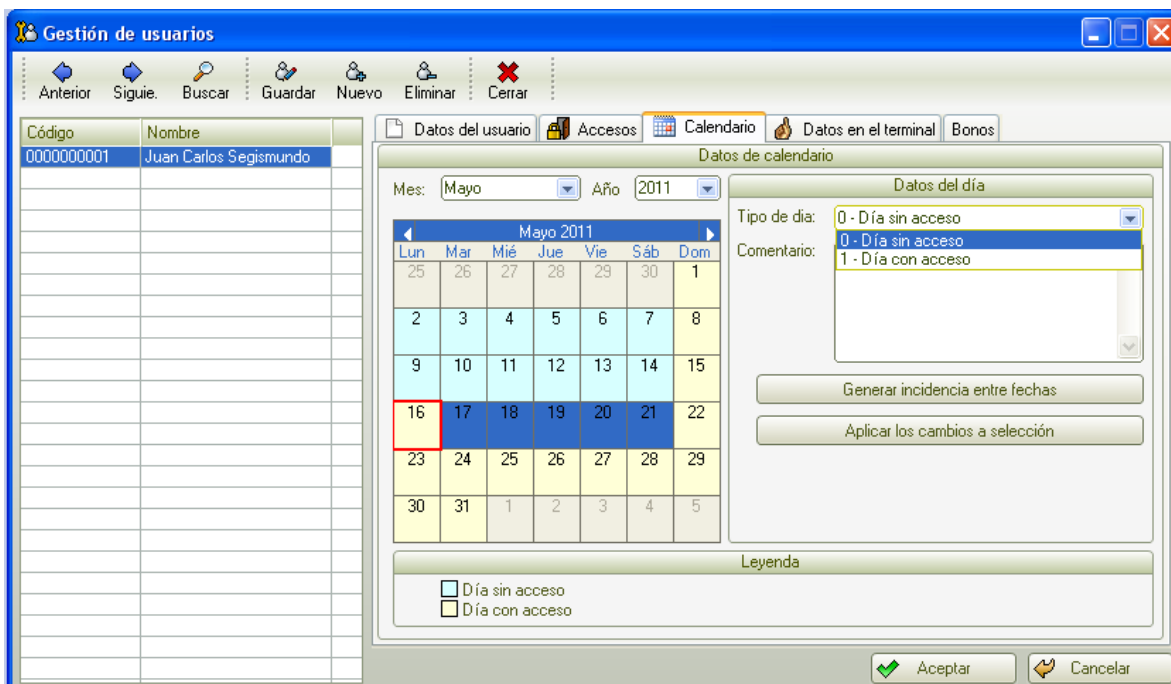 Gestión de usuarios
Anterior Siguie. Buscar Guardar Nuevo Eliminar Cerrar
Código Nombre
0000000001 Juan Carlos Segismundo
Datos del usuario Accesos Calendario Datos en el terminal Bonos
Datos de calendario
Mes: Mayo Año 2011
Mayo 2011
Lun Mar Mié Jue Vie Sáb Dom
25 26 27 28 29 30 1
2 3 4 5 6 7 8
9 10 11 12 13 14 15
16 17 18 19 20 21 22
23 24 25 26 27 28 29
30 31 1 2 3 4 5
Datos del día
Tipo de dia: 0 - Día sin acceso
0 - Día sin acceso
1 - Día con acceso
Comentario:
Generar incidencia entre fechas
Aplicar los cambios a selección
Leyenda
Día sin acceso
Día con acceso
Aceptar Cancelar